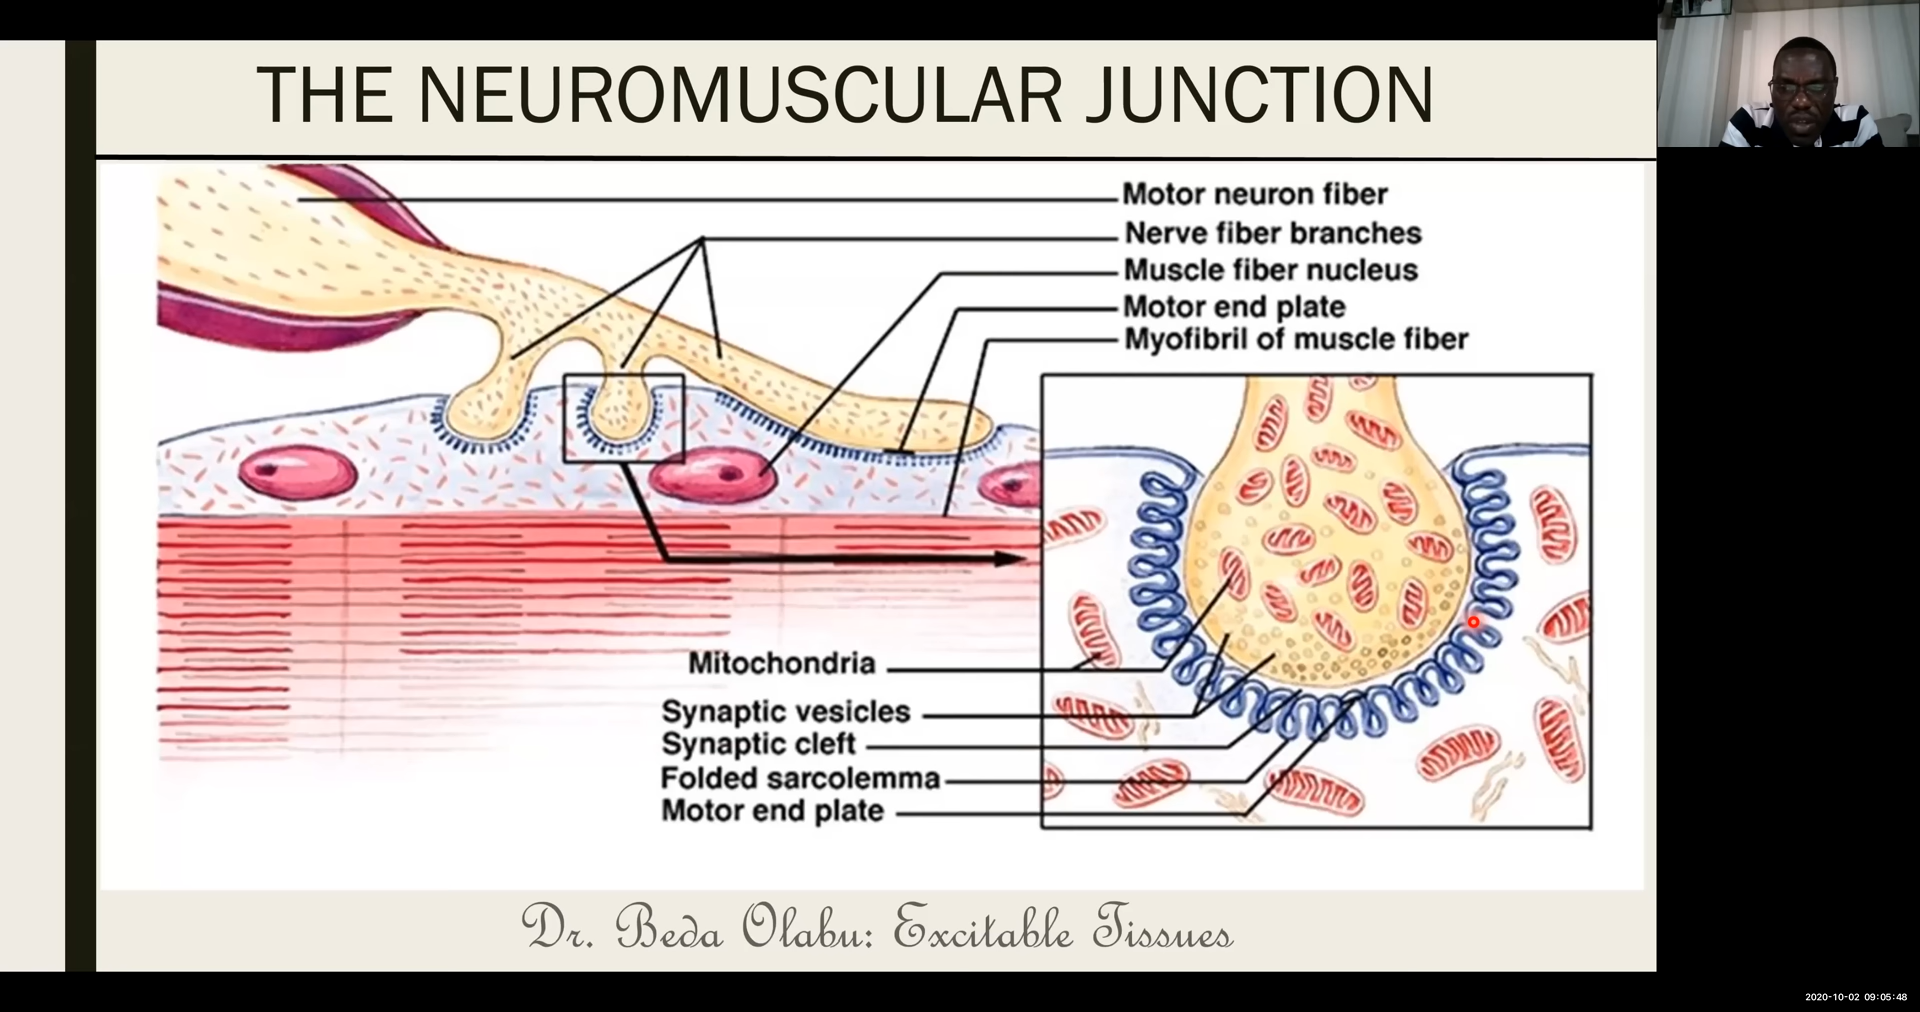 THE NEUROMUSCULAR JUNCTION
Motor neuron fiber
Nerve fiber branches
Muscle fiber nucleus
Motor end plate
Myofibril of muscle fiber
Mitochondria
Synaptic vesicles
Synaptic cleft
Folded sarcolemma
Motor end plate
Dr. Beda Olabu: Excitable Tissues
2020-10-02 09:05:48